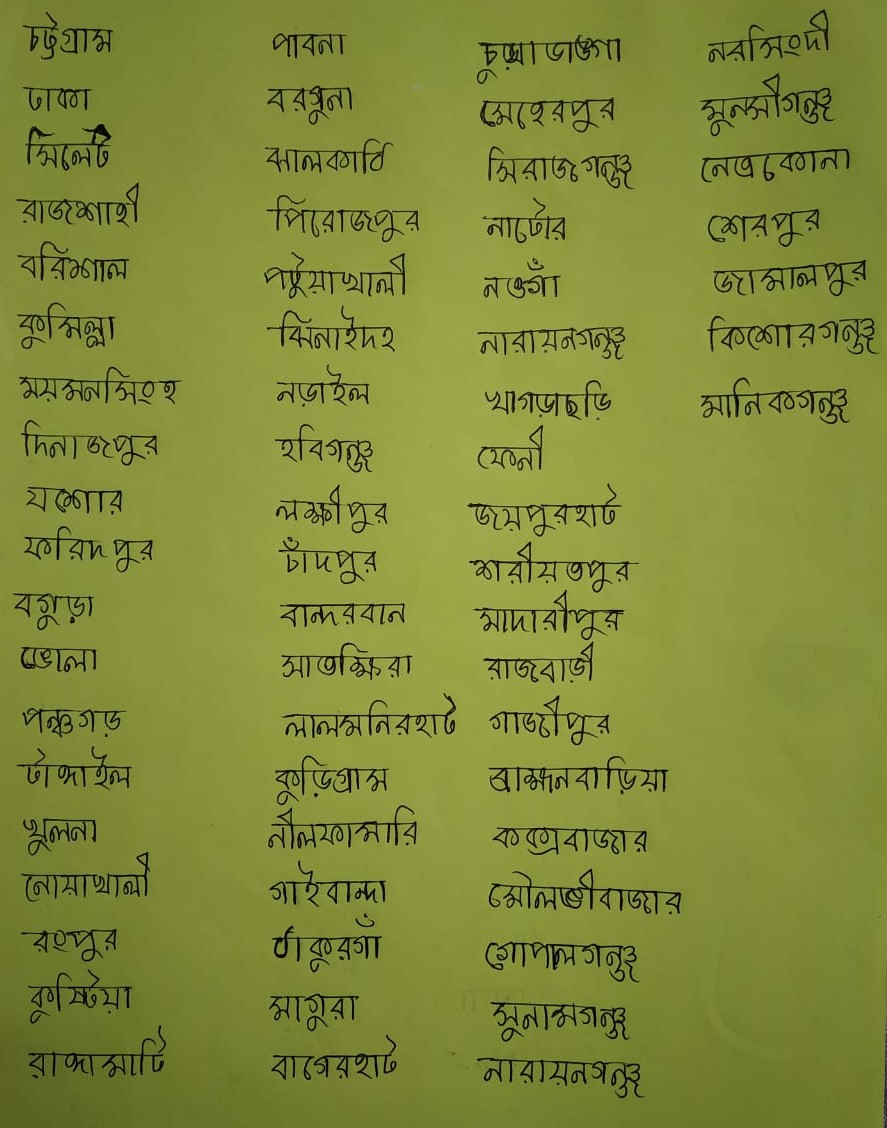 চট্টগ্রাম
ঢাকা
সিলেট
রাজশাহী
বরিশাল
কুমিল্লা
ময়মনসিংহ
দিনাজপুর
যশোর
ফরিদপুর
বগুড়া
ভোলা
পঞ্চগড়
টাঙ্গাইল
খুলনা
নোয়াখালী
রংপুর
কুষ্টিয়া
রাঙ্গামাটি
পাবনা
বরগুনা
ঝালকাঠি
পিরোজপুর
পটুয়াখালী
ঝিনাইদহ
নড়াইল
হবিগঞ্জ
লক্ষ্মীপুর
চাঁদপুর
বান্দরবান
সাতক্ষিরা
লালমনিরহাট
কুড়িগ্রাম
নীলফামারি
গাইবান্দা
ঠাকুরগাঁ
মাগুরা
বাগেরহাট
চুয়াডাঙ্গা
মেহেরপুর
সিরাজগঞ্জ
নাটোর
নওগাঁ
নারায়নগঞ্জ
খাগড়াছড়ি
ফেনী
জয়পুরহাট
শরীয়তপুর
মাদারীপুর
রাজবাড়ী
গাজীপুর
ব্রাহ্মনবাড়িয়া
কক্সবাজার
মৌলভীবাজার
গোপালগঞ্জ
সুনামগঞ্জ
নারায়নগঞ্জ
নরসিংদী
মুনসীগঞ্জ
নেত্রকোনা
শেরপুর
জামালপুর
কিশোরগঞ্জ
মানিকগঞ্জ